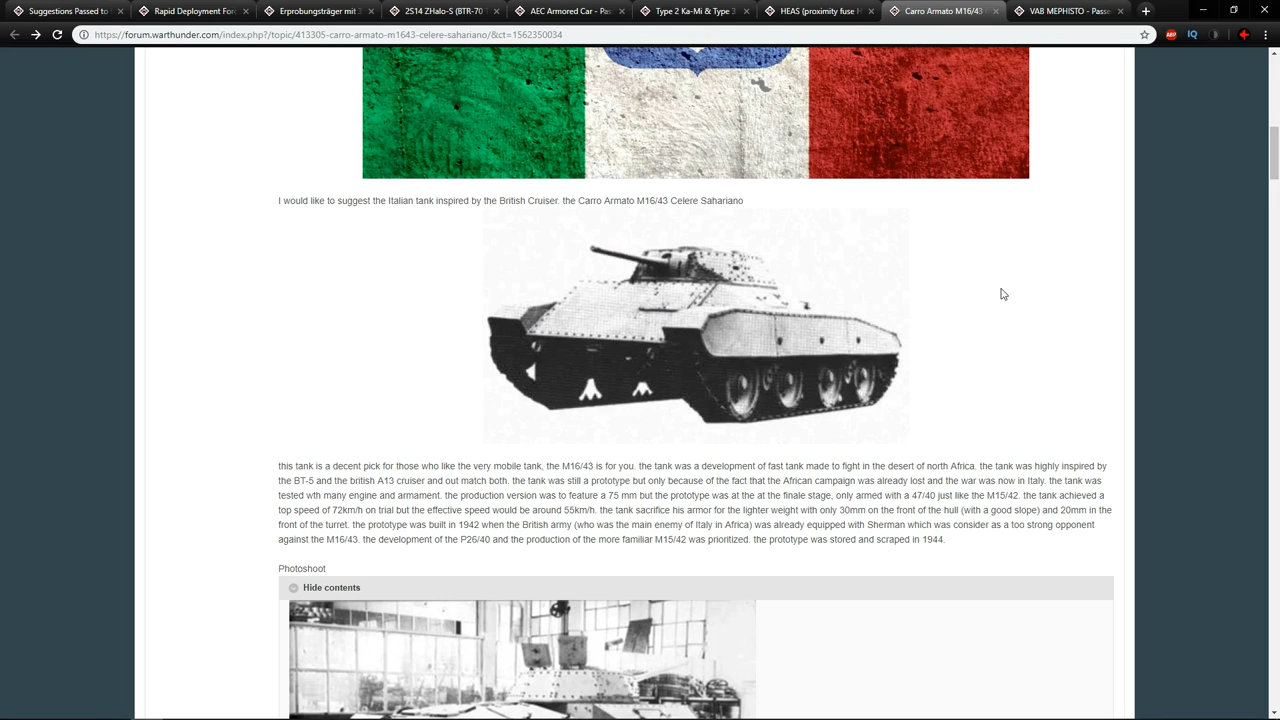 Suggestions Passed to
Rapid Deployment For
Erprobungsträger mit 3
2S14 ZHalo-S (BTR-70
AEC Armored Car - Pas
Type 2 Ka-Mi & Type 3
HEAS (proximity fuse H
Carro Armato M16/43
VAB MEPHISTO - Passe
https://forum.warthunder.com/index.php?/topic/413305-carro-armato-m1643-celere-sahariano/&ct=1562350034
ABP
IQ
I would like to suggest the Italian tank inspired by the British Cruiser. the Carro Armato M16/43 Celere Sahariano
this tank is a decent pick for those who like the very mobile tank, the M16/43 is for you. the tank was a development of fast tank made to fight in the desert of north Africa. the tank was highly inspired by
the BT-5 and the british A13 cruiser and out match both. the tank was still a prototype but only because of the fact that the African campaign was already lost and the war was now in Italy. the tank was
tested wth many engine and armament. the production version was to feature a 75 mm but the prototype was at the at the finale stage, only armed with a 47/40 just like the M15/42. the tank achieved a
top speed of 72km/h on trial but the effective speed would be around 55km/h. the tank sacrifice his armor for the lighter weight with only 30mm on the front of the hull (with a good slope) and 20mm in the
front of the turret. the prototype was built in 1942 when the British army (who was the main enemy of Italy in Africa) was already equipped with Sherman which was consider as a too strong opponent
against the M16/43. the development of the P26/40 and the production of the more familiar M15/42 was prioritized. the prototype was stored and scraped in 1944.
Photoshoot
Hide contents